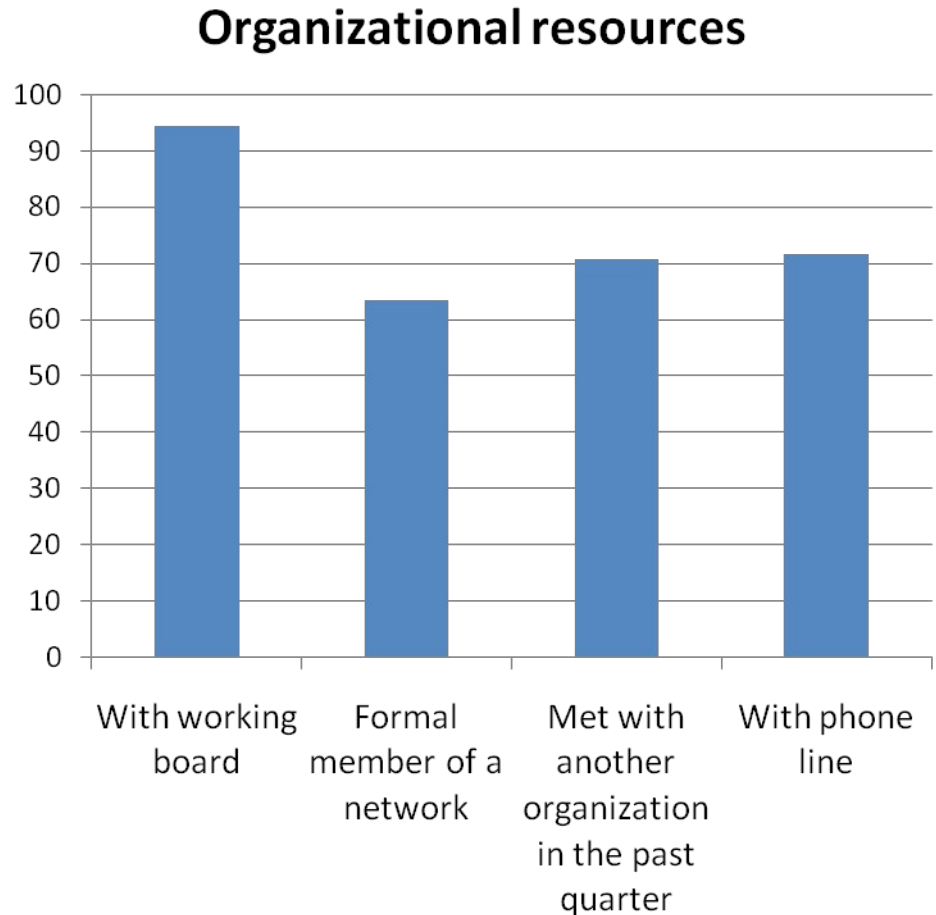 Organizational resources
100
90
80
70
60
50
40
30
20
10
0
With working
board
Formal
member of a
network
Met with
another
organization
in the past
quarter
With phone
line